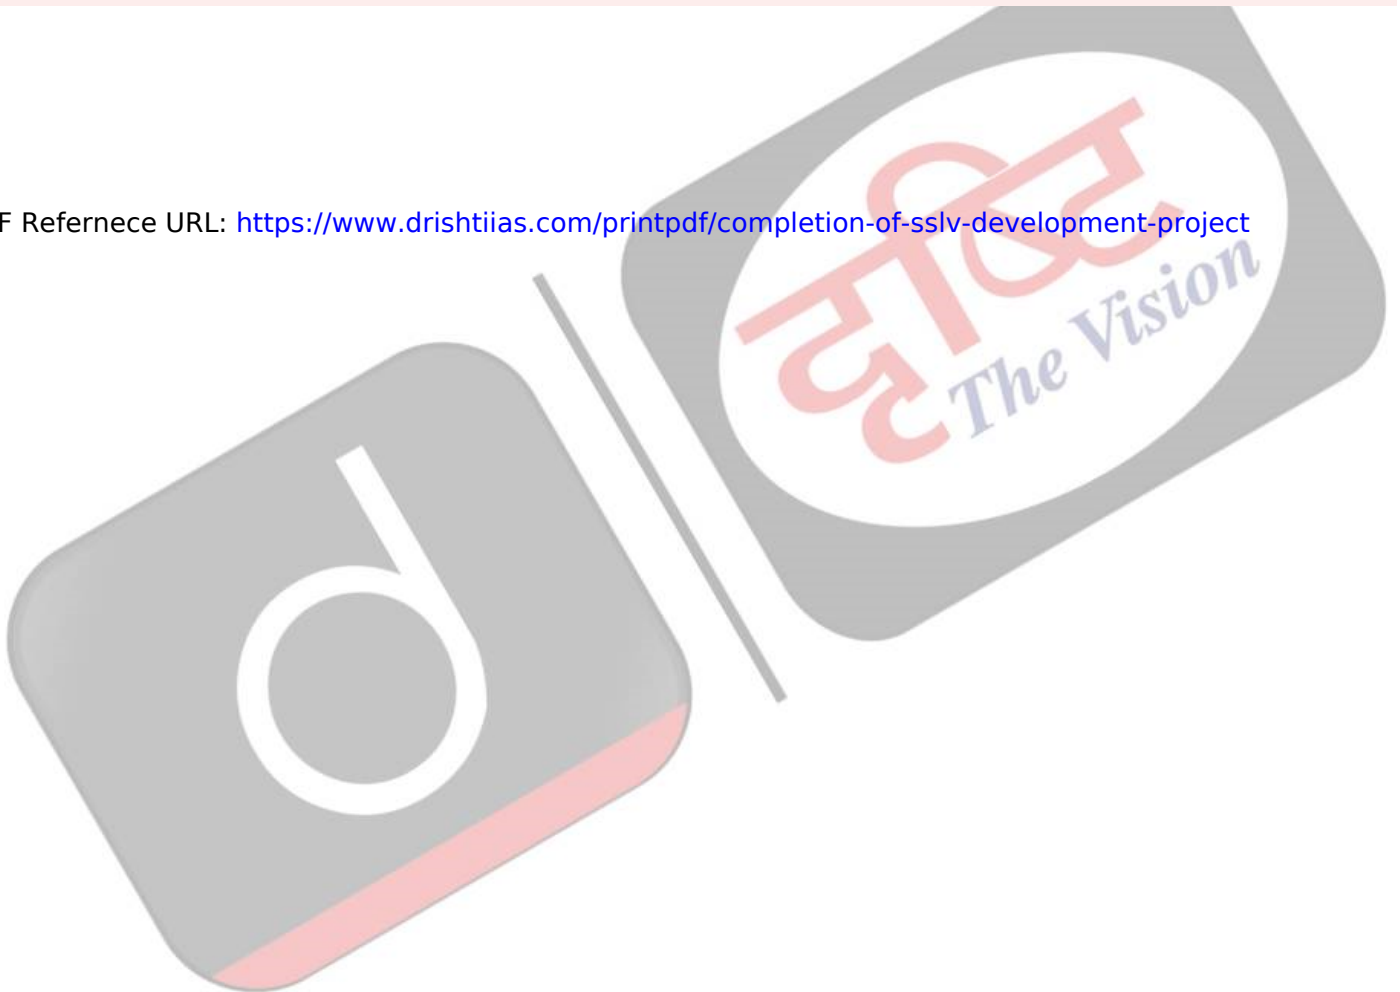 F Refernece URL: https://www.drishtiias.com/printpdf/completion-of-sslv-development-project
दृष्टि
The Vision
d